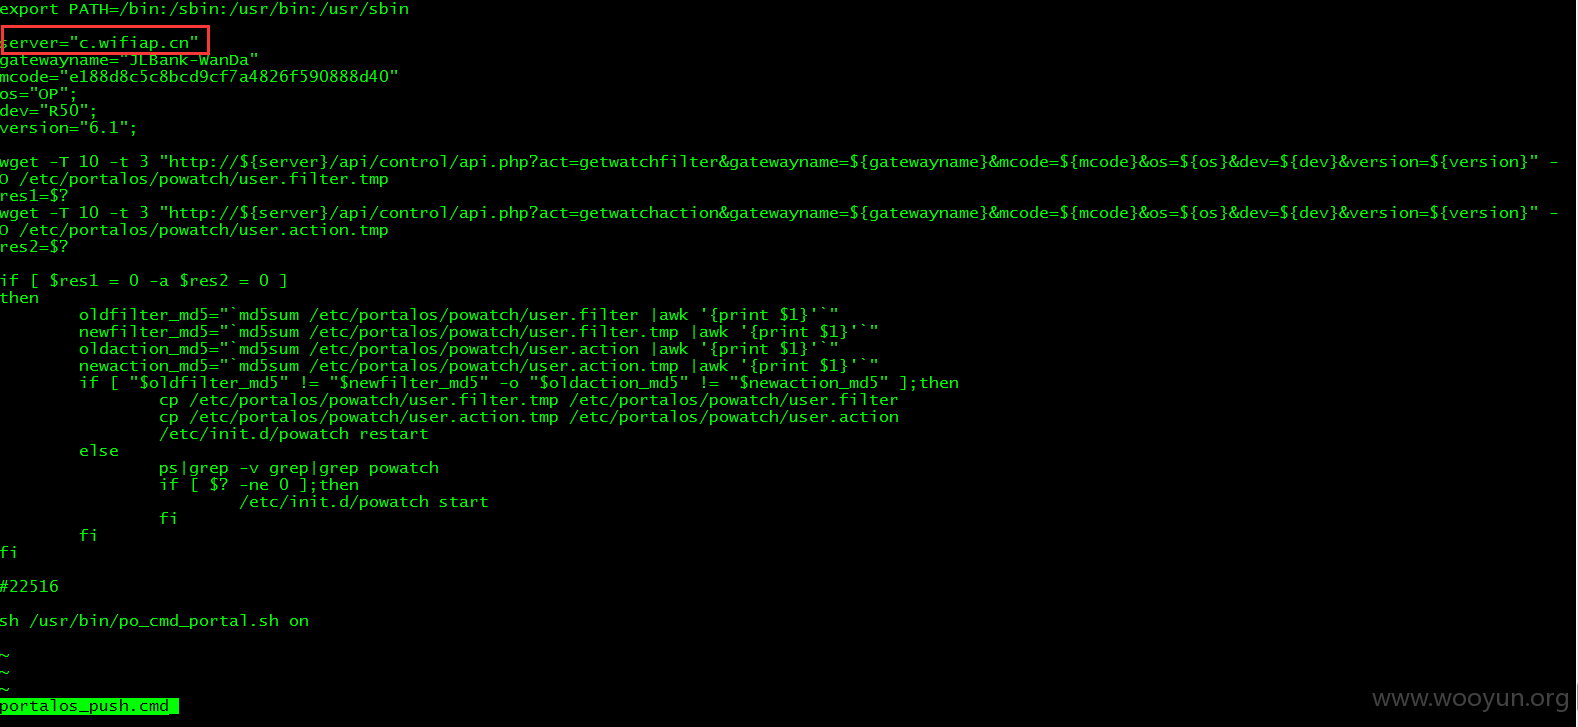 export PATH=/bin:/sbin:/usr/bin:/usr/sbin
server="c.wifiap.cn"
gatewayname="JLBank-WanDa"
mcode="e188d8c5c8bcd9cf7a4826f590888d40"
os="OP";
dev="R50";
version="6.1";
wget -T 10 -t 3 "http://${server}/api/control/api.php?act=getwatchfilter&gatewayname=${gatewayname}&mcode=${mcode}&os=${os}&dev=${dev}&version=${version}" -
O /etc/portalos/powatch/user.filter.tmp
res1=$?
wget -T 10 -t 3 "http://${server}/api/control/api.php?act=getwatchaction&gatewayname=${gatewayname}&mcode=${mcode}&os=${os}&dev=${dev}&version=${version}" -
O /etc/portalos/powatch/user.action.tmp
res2=$?
if [ $res1 = 0 -a $res2 = 0 ]
then
        oldfilter_md5="`md5sum /etc/portalos/powatch/user.filter |awk '{print $1}'`"
        newfilter_md5="`md5sum /etc/portalos/powatch/user.filter.tmp |awk '{print $1}'`"
        oldaction_md5="`md5sum /etc/portalos/powatch/user.action |awk '{print $1}'`"
        newaction_md5="`md5sum /etc/portalos/powatch/user.action.tmp |awk '{print $1}'`"
        if [ "$oldfilter_md5" != "$newfilter_md5" -o "$oldaction_md5" != "$newaction_md5" ];then
                cp /etc/portalos/powatch/user.filter.tmp /etc/portalos/powatch/user.filter
                cp /etc/portalos/powatch/user.action.tmp /etc/portalos/powatch/user.action
                /etc/init.d/powatch restart
        else
                ps|grep -v grep|grep powatch
                if [ $? -ne 0 ];then
                        /etc/init.d/powatch start
                fi
        fi
fi
#22516
sh /usr/bin/po_cmd_portal.sh on
~
~
~
portalos_push.cmd
www.wooyun.org